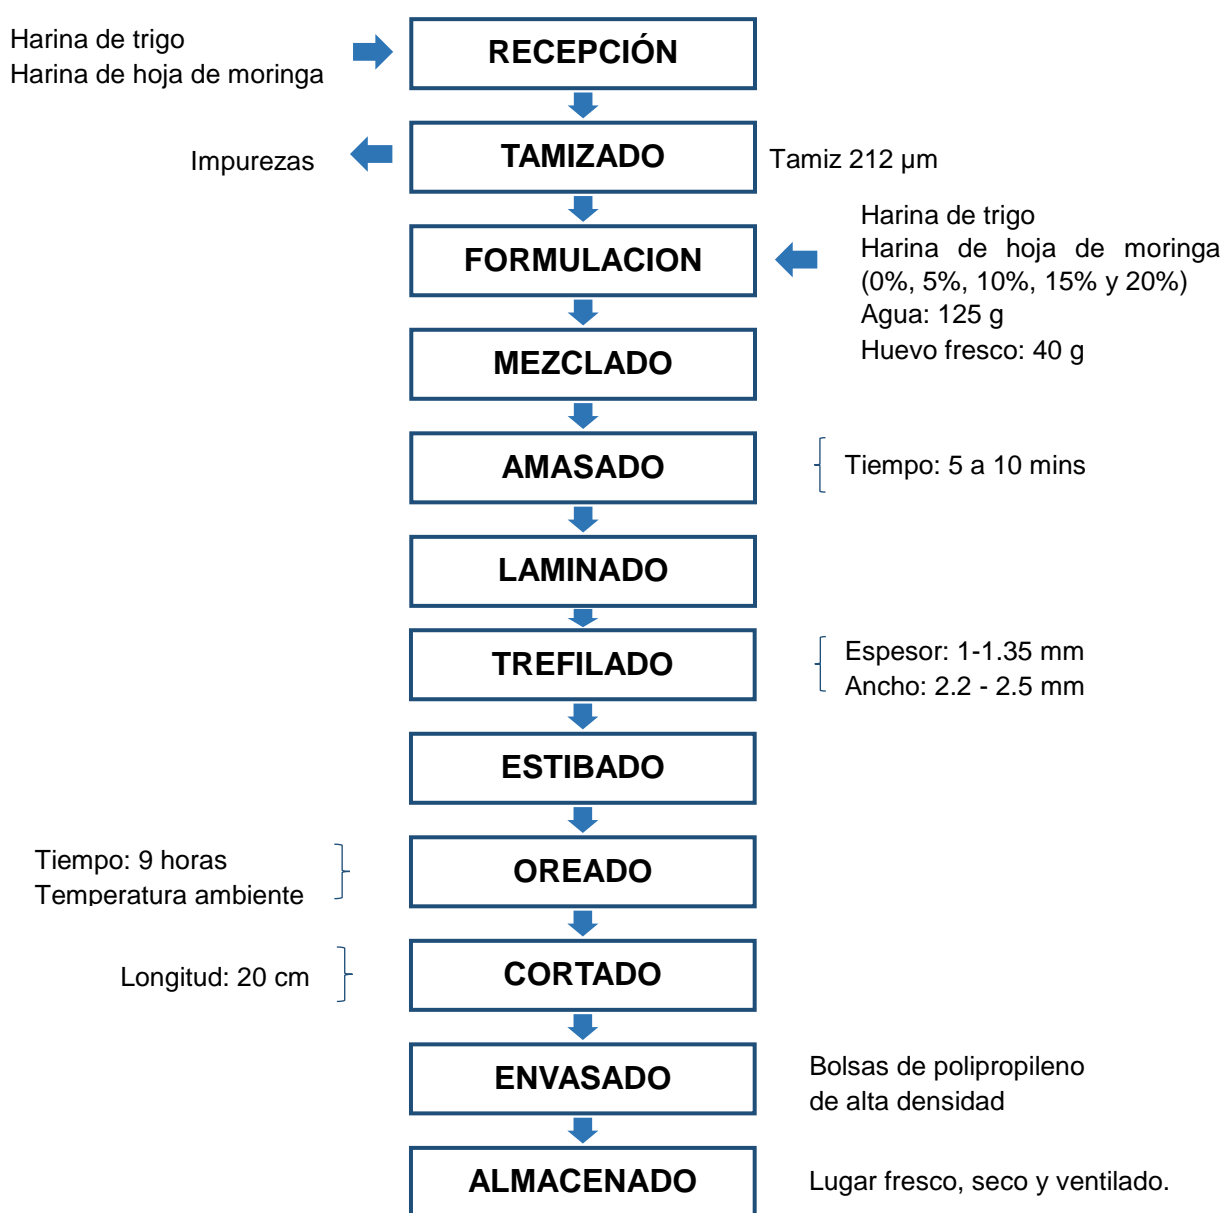 Harina de trigo
Harina de hoja de moringa
RECEPCIÓN
Impurezas
TAMIZADO
Tamiz 212 μm
FORMULACION
Harina de trigo
Harina de hoja de moringa
(0%, 5%, 10%, 15% y 20%)
Agua: 125 g
Huevo fresco: 40 g
MEZCLADO
AMASADO
Tiempo: 5 a 10 mins
LAMINADO
TREFILADO
Espesor: 1-1.35 mm
Ancho: 2.2 - 2.5 mm
ESTIBADO
Tiempo: 9 horas
Temperatura ambiente
OREADO
Longitud: 20 cm
CORTADO
ENVASADO
Bolsas de polipropileno
de alta densidad
ALMACENADO
Lugar fresco, seco y ventilado.